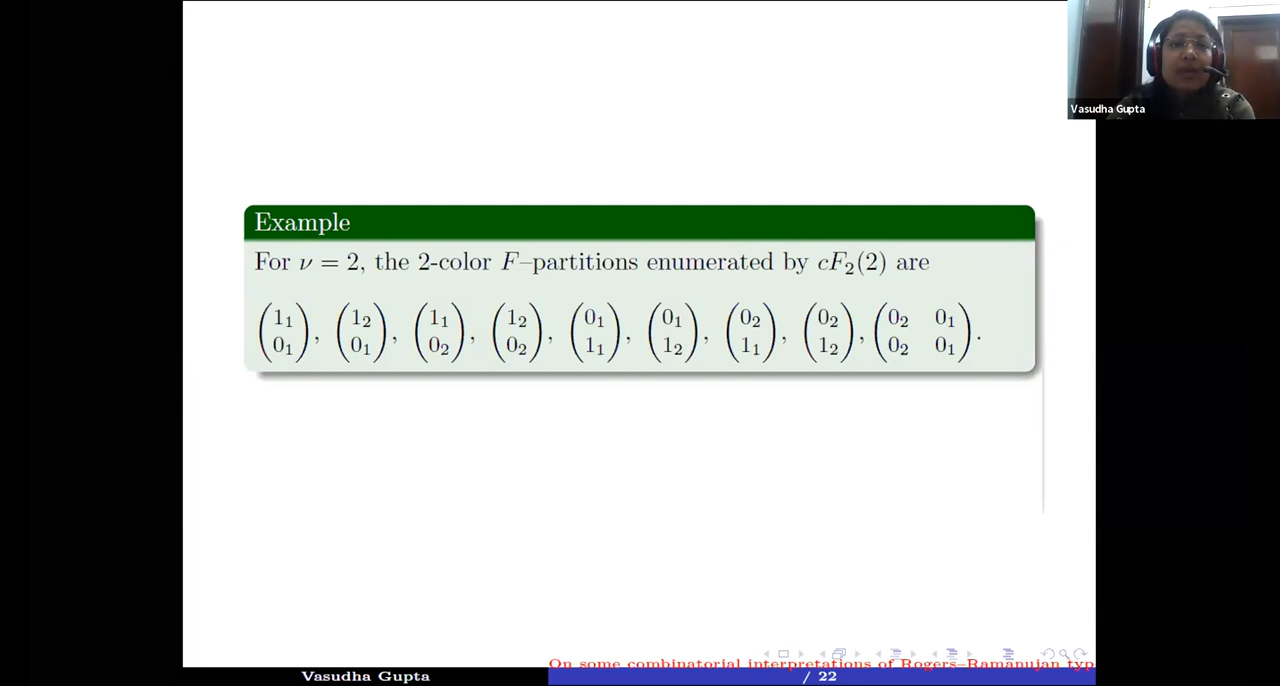 Vasudha Gupta
Example
For ν = 2, the 2-color F–partitions enumerated by cF₂(2) are
(1₁ / 0₁), (1₂ / 0₁), (1₁ / 0₂), (1₂ / 0₂), (0₁ / 1₁), (0₁ / 1₂), (0₂ / 1₁), (0₂ / 1₂), (0₂ 0₁ / 0₂ 0₁).
On some combinatorial interpretations of Rogers–Ramanujan typ
Vasudha Gupta
/ 22